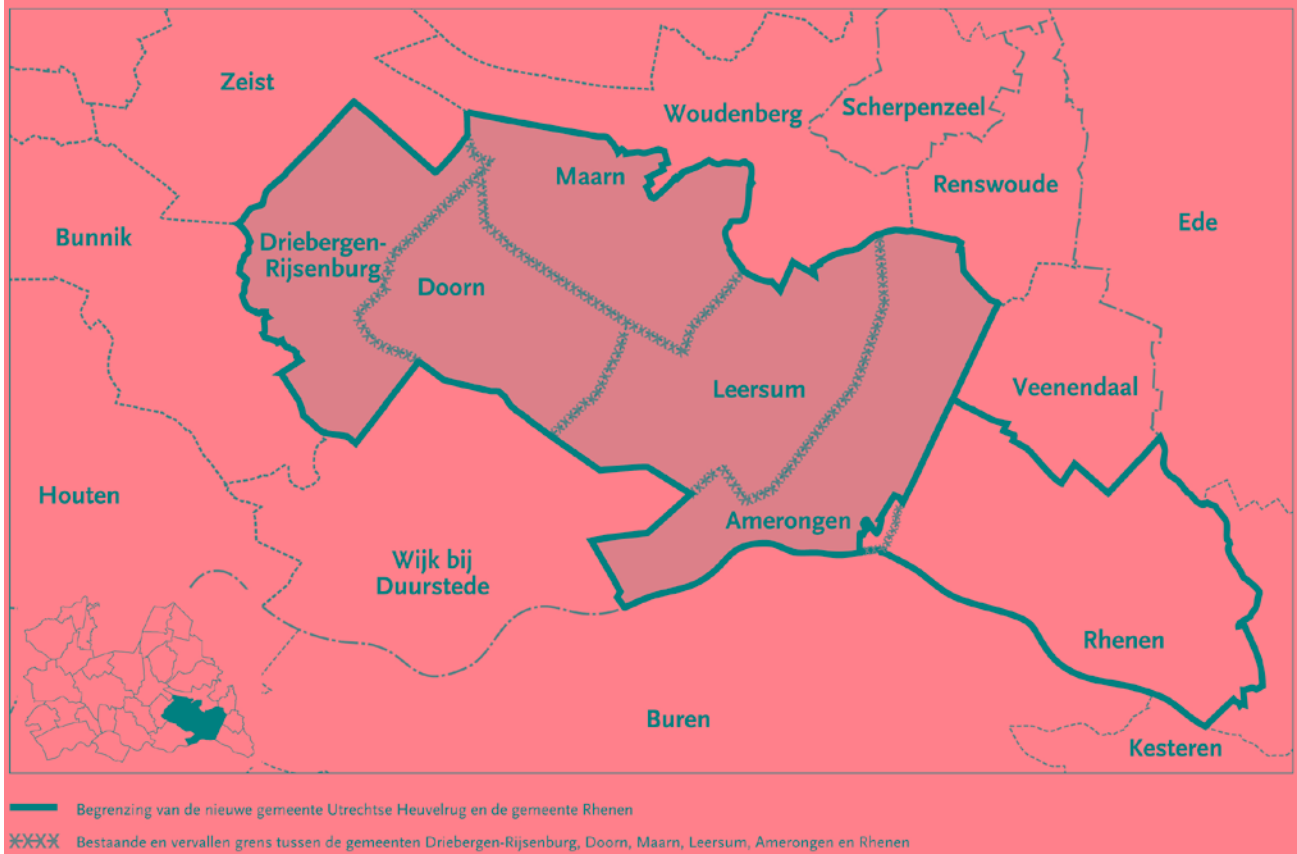 Zeist
Woudenberg
Scherpenzeel
Maarn
Renswoude
Bunnik
Driebergen-
Rijsenburg
Ede
Doorn
Leersum
Veenendaal
Houten
Amerongen
Wijk bij
Duurstede
Rhenen
Buren
Kesteren
Begrenzing van de nieuwe gemeente Utrechtse Heuvelrug en de gemeente Rhenen
Bestaande en vervallen grens tussen de gemeenten Driebergen-Rijsenburg, Doorn, Maarn, Leersum, Amerongen en Rhenen